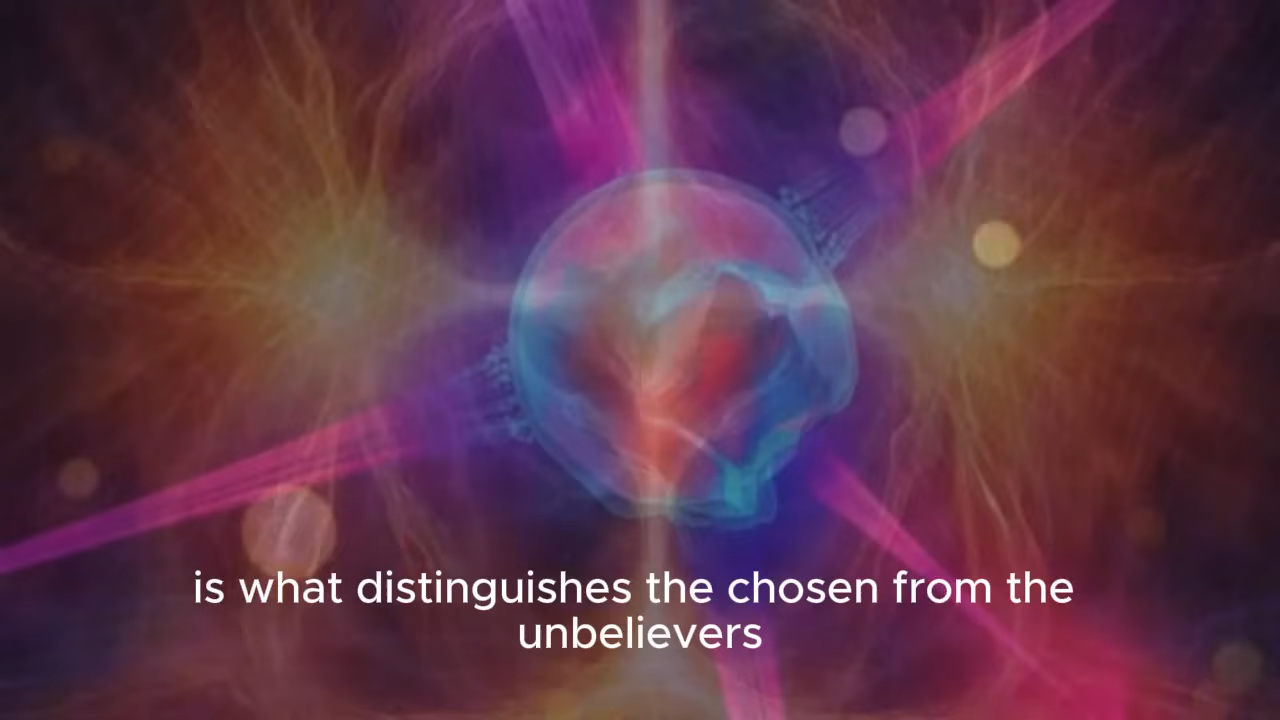 is what distinguishes the chosen from the
unbelievers